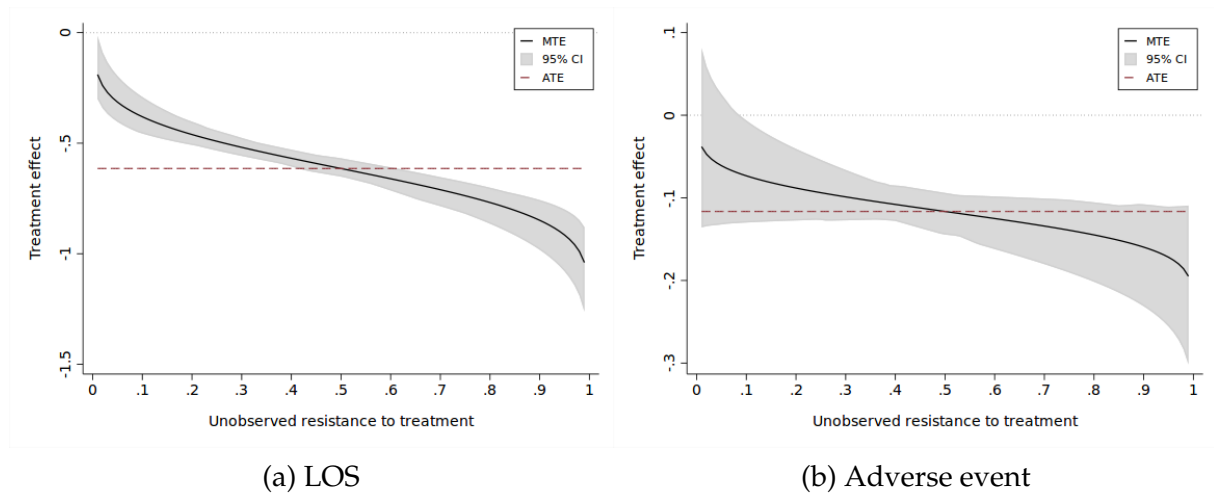 MTE
95% CI
ATE
Treatment effect
0
-.5
-1
-1.5
0 .1 .2 .3 .4 .5 .6 .7 .8 .9 1
Unobserved resistance to treatment
(a) LOS
MTE
95% CI
ATE
Treatment effect
.1
0
-.1
-.2
-.3
0 .1 .2 .3 .4 .5 .6 .7 .8 .9 1
Unobserved resistance to treatment
(b) Adverse event